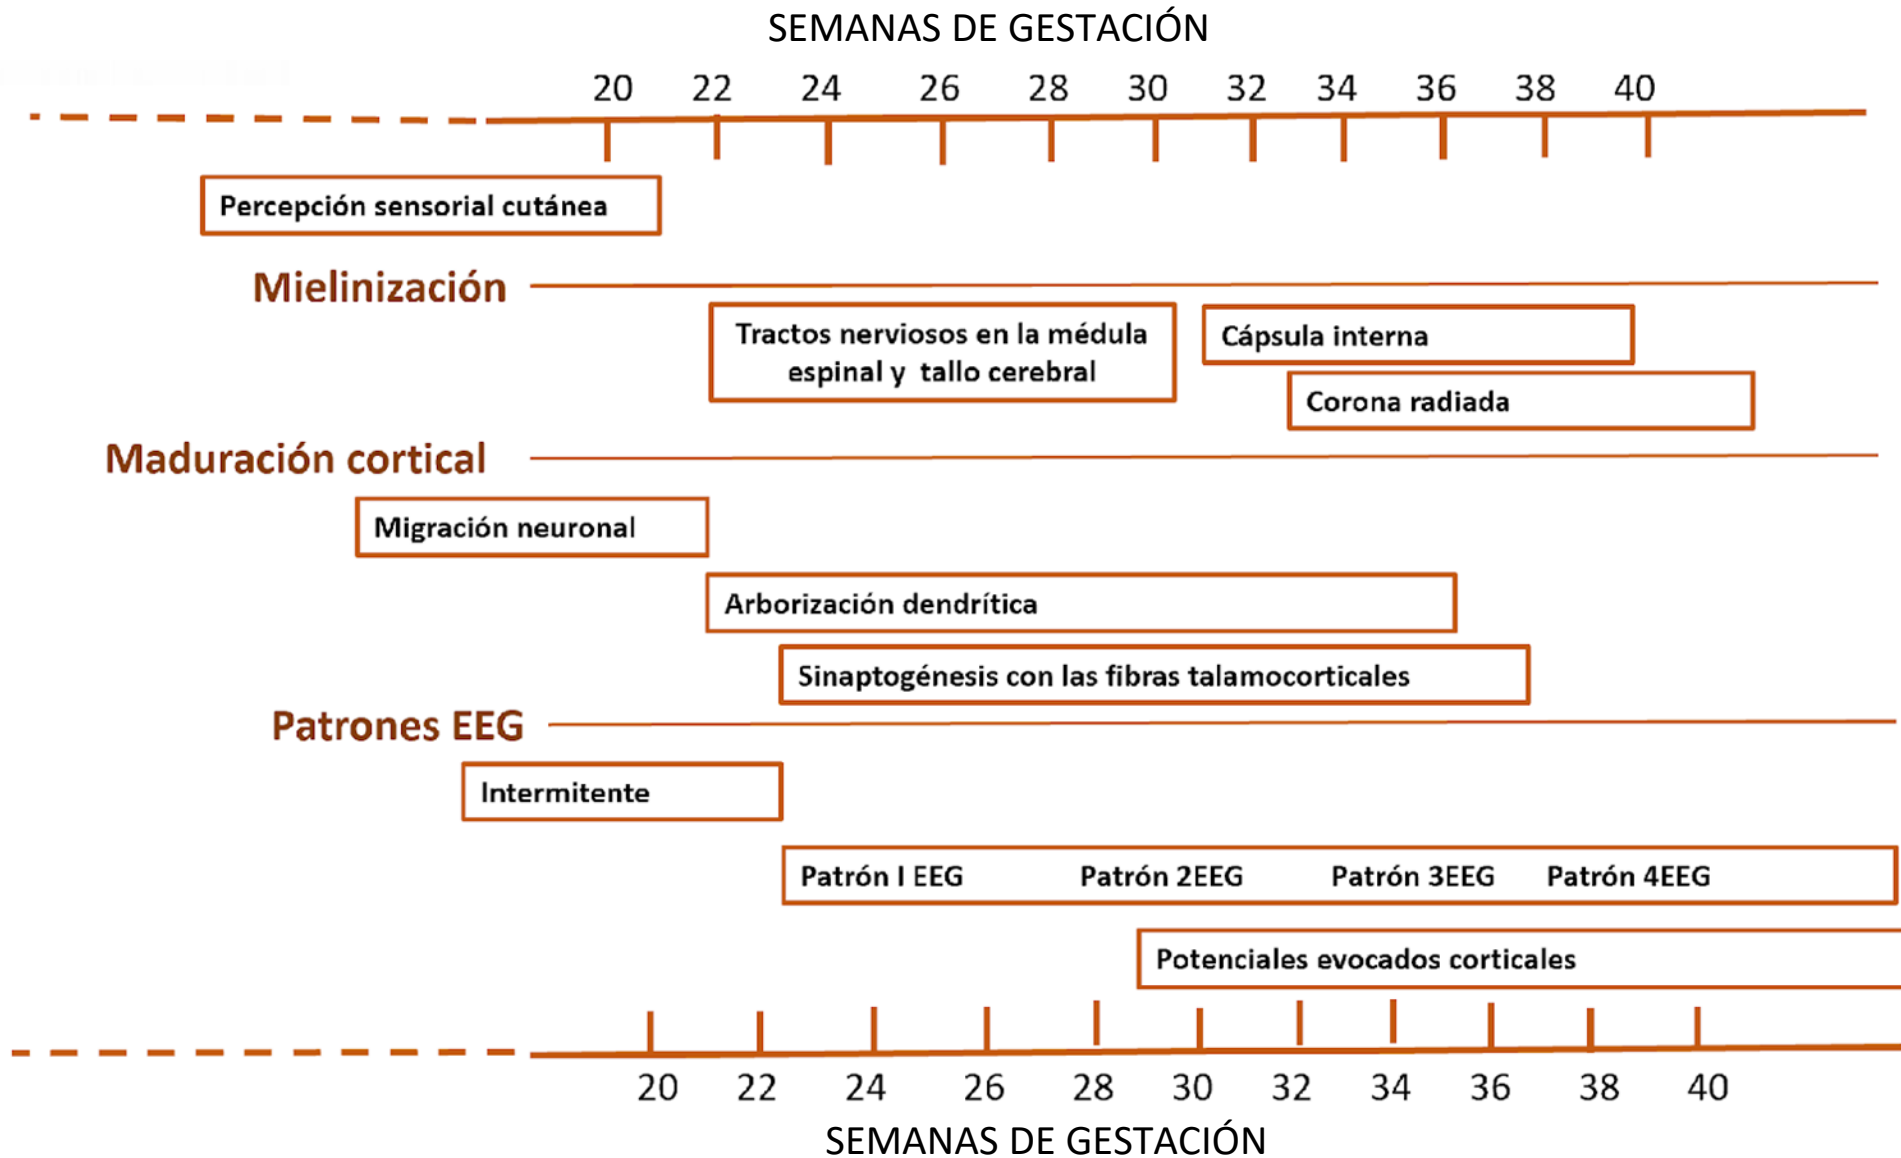 SEMANAS DE GESTACIÓN
20 22 24 26 28 30 32 34 36 38 40
Percepción sensorial cutánea
Mielinización
Tractos nerviosos en la médula
espinal y tallo cerebral
Cápsula interna
Corona radiada
Maduración cortical
Migración neuronal
Arborización dendrítica
Sinaptogénesis con las fibras talamocorticales
Patrones EEG
Intermitente
Patrón I EEG Patrón 2EEG Patrón 3EEG Patrón 4EEG
Potenciales evocados corticales
20 22 24 26 28 30 32 34 36 38 40
SEMANAS DE GESTACIÓN